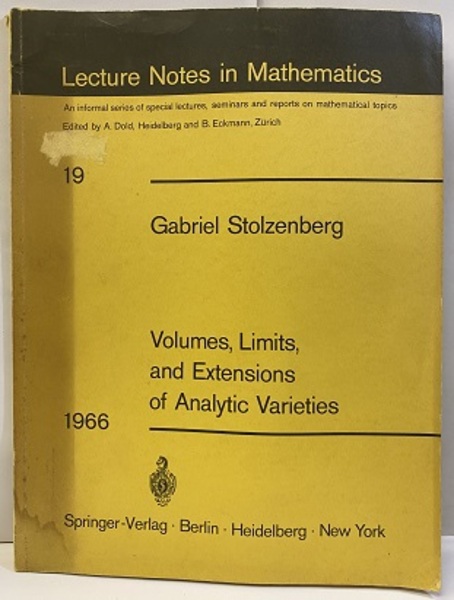 Lecture Notes in Mathematics
An informal series of special lectures, seminars and reports on mathematical topics
Edited by A. Dold, Heidelberg and B. Eckmann, Zürich
19
Gabriel Stolzenberg
Volumes, Limits,
and Extensions
of Analytic Varieties
1966
Springer-Verlag · Berlin · Heidelberg · New York